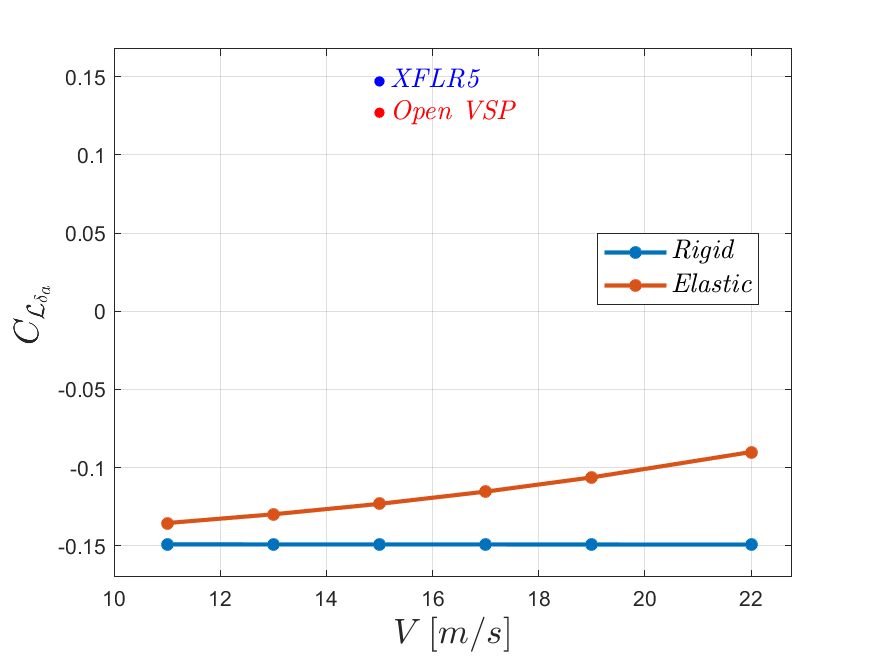 0.15
0.1
0.05
0
-0.05
-0.1
-0.15
10
12
14
16
18
20
22
V [m/s]
C_{\mathcal{L}_{\delta_a}}
XFLR5
Open VSP
Rigid
Elastic